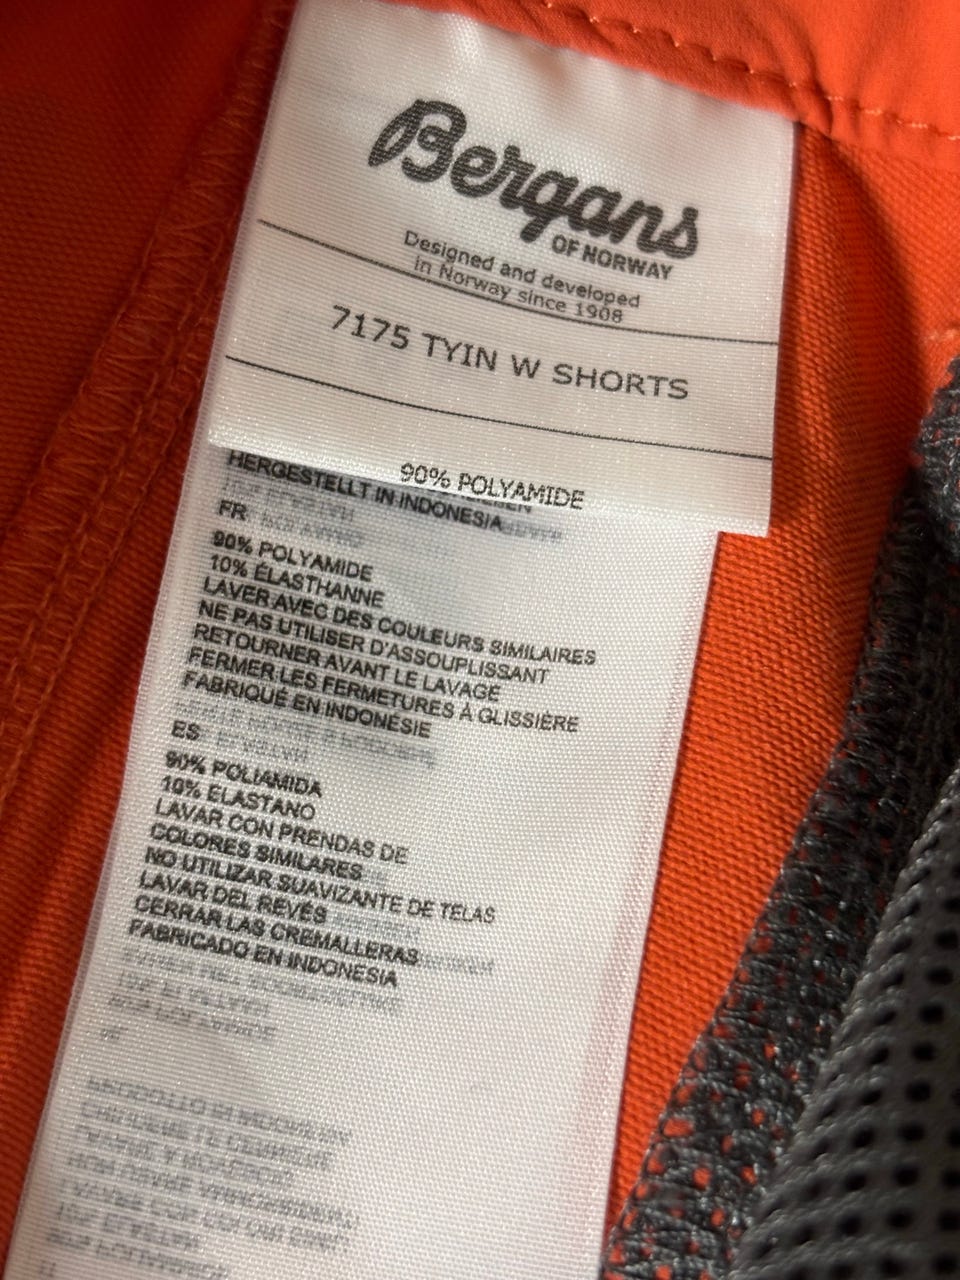 Bergans
OF NORWAY
Designed and developed
in Norway since 1908
7175 TYIN W SHORTS
90% POLYAMIDE
HERGESTELLT IN INDONESIA
FR
90% POLYAMIDE
10% ÉLASTHANNE
LAVER AVEC DES COULEURS SIMILAIRES
NE PAS UTILISER D'ASSOUPLISSANT
RETOURNER AVANT LE LAVAGE
FERMER LES FERMETURES À GLISSIÈRE
FABRIQUÉ EN INDONÉSIE
ES
90% POLIAMIDA
10% ELASTANO
LAVAR CON PRENDAS DE
COLORES SIMILARES
NO UTILIZAR SUAVIZANTE DE TELAS
LAVAR DEL REVÉS
CERRAR LAS CREMALLERAS
FABRICADO EN INDONESIA